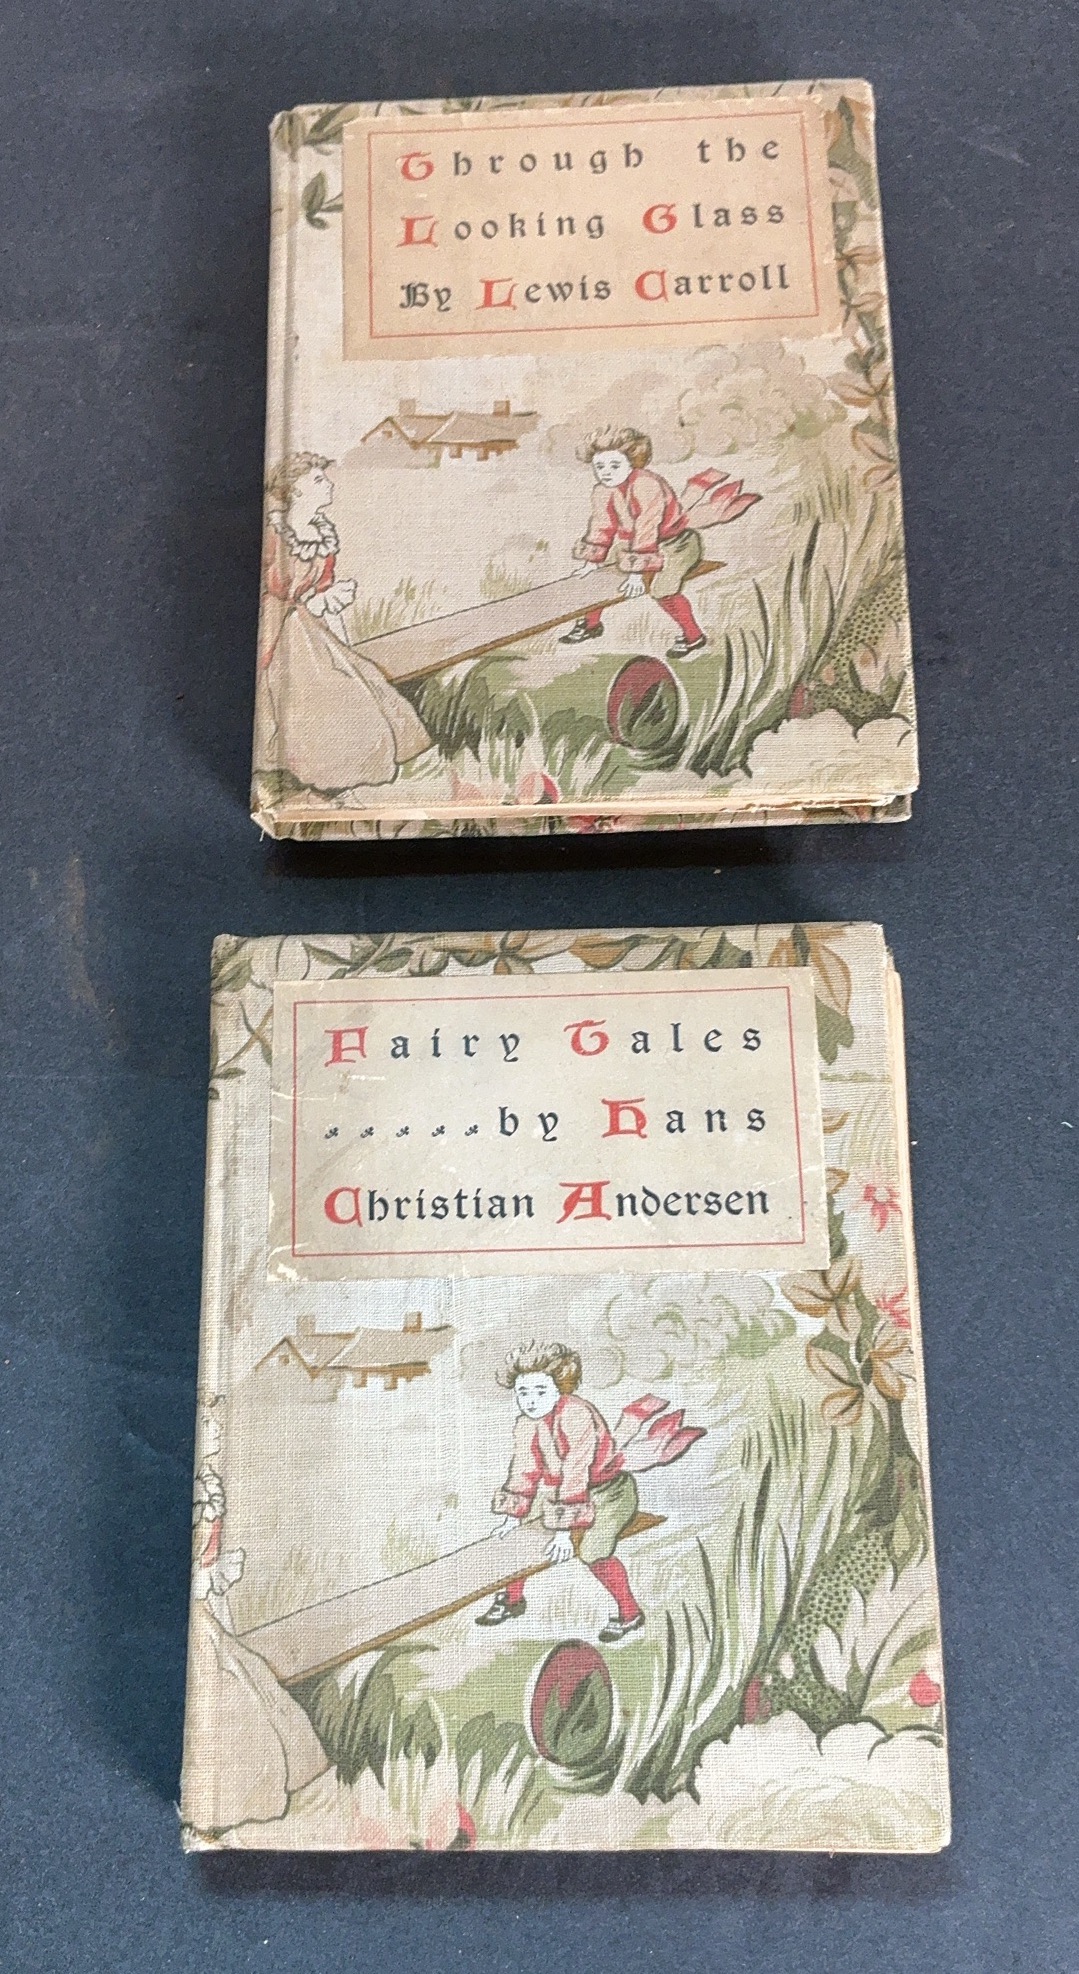 Through the
Looking Glass
By Lewis Carroll
Fairy Tales
by Hans
Christian Andersen